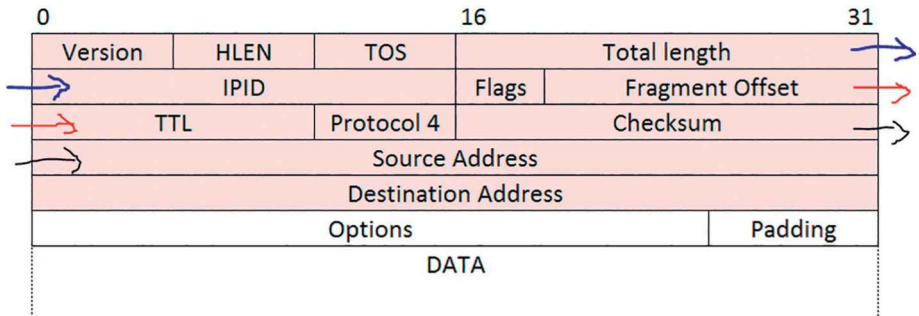 0 16 31
Version HLEN TOS Total length
IPID Flags Fragment Offset
TTL Protocol 4 Checksum
Source Address
Destination Address
Options Padding
DATA